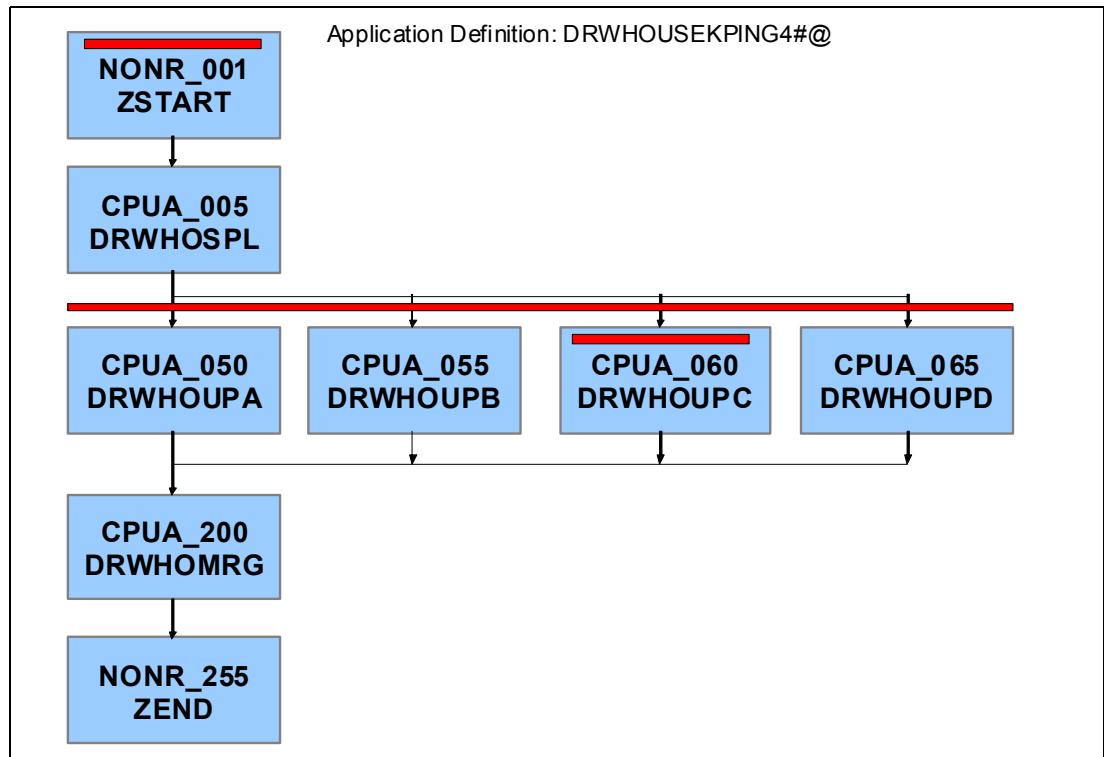 Application Definition: DRWHOUSEKPING4#@
NONR_001
ZSTART
CPUA_005
DRWHOSPL
CPUA_050
DRWHOUPA
CPUA_055
DRWHOUPB
CPUA_060
DRWHOUPC
CPUA_065
DRWHOUPD
CPUA_200
DRWHOMRG
NONR_255
ZEND